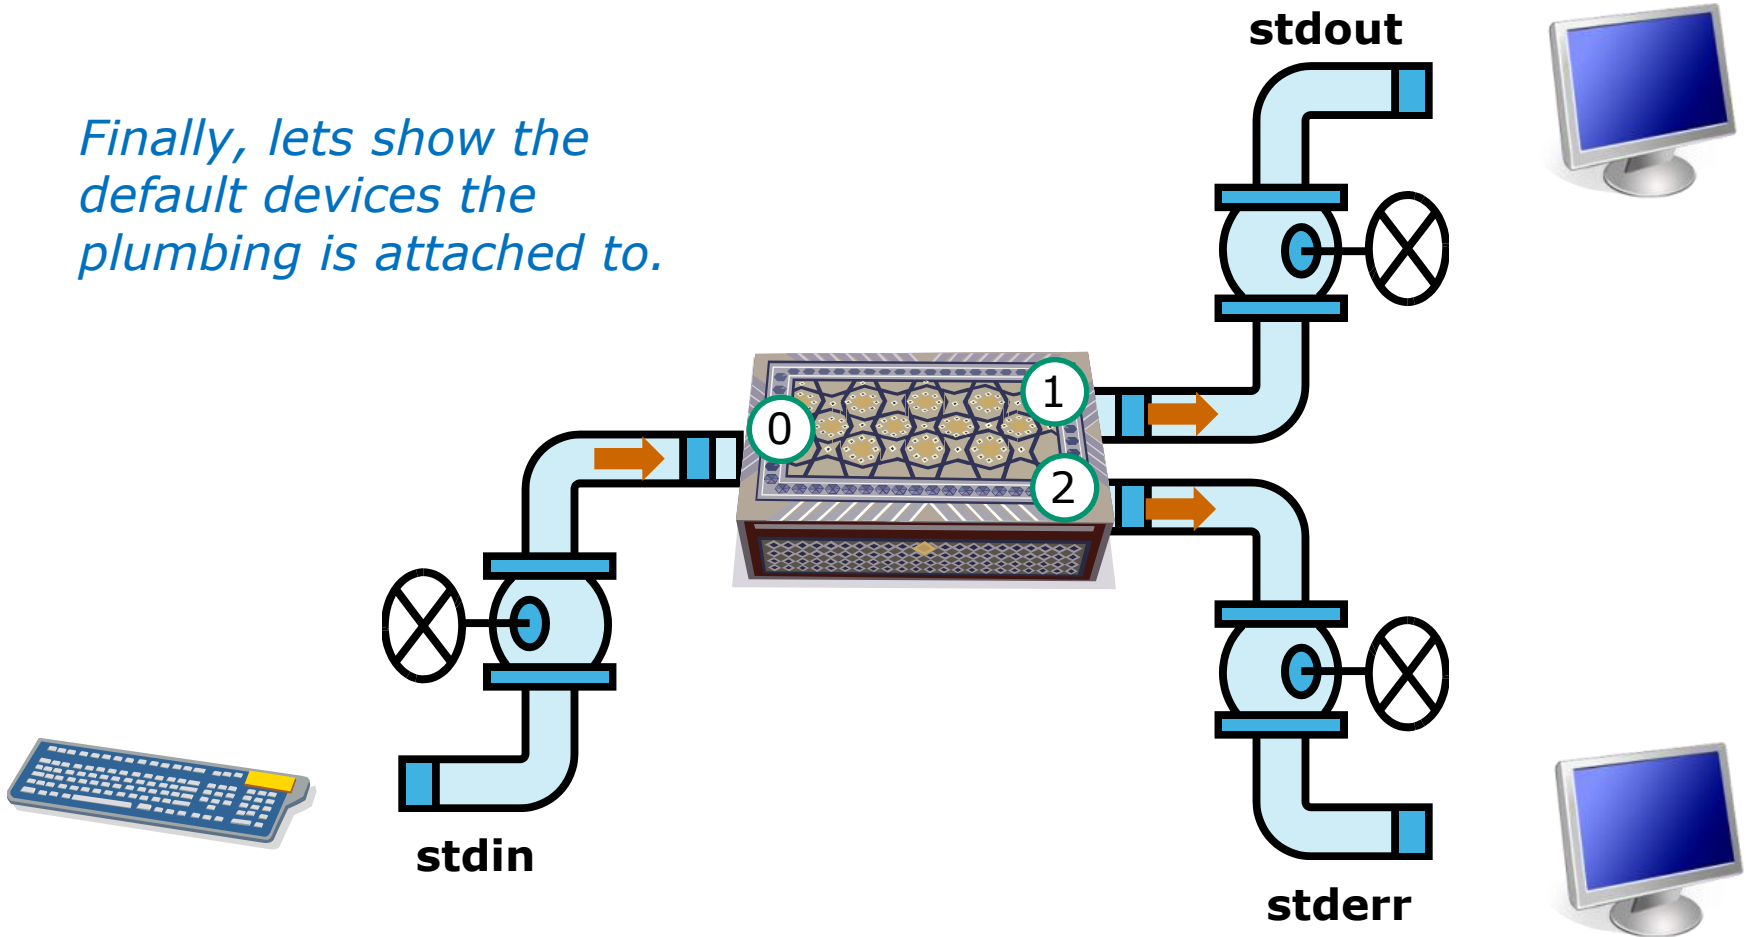 stdout
Finally, lets show the
default devices the
plumbing is attached to.
1
0
2
stdin
stderr